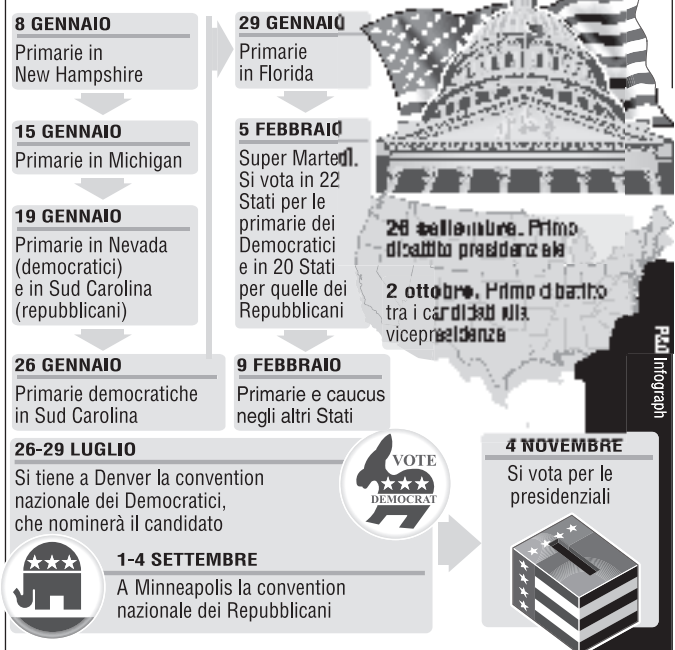 8 GENNAIO
Primarie in
New Hampshire
15 GENNAIO
Primarie in Michigan
19 GENNAIO
Primarie in Nevada
(democratici)
e in Sud Carolina
(repubblicani)
26 GENNAIO
Primarie democratiche
in Sud Carolina
29 GENNAIO
Primarie
in Florida
5 FEBBRAIO
Super Martedì.
Si vota in 22
Stati per le
primarie dei
Democratici
e in 20 Stati
per quelle dei
Repubblicani
9 FEBBRAIO
Primarie e caucus
negli altri Stati
26 settembre. Primo
dibattito presidenziale
2 ottobre. Primo dibattito
tra i candidati alla
vicepresidenza
26-29 LUGLIO
Si tiene a Denver la convention
nazionale dei Democratici,
che nominerà il candidato
VOTE
DEMOCRAT
1-4 SETTEMBRE
A Minneapolis la convention
nazionale dei Repubblicani
4 NOVEMBRE
Si vota per le
presidenziali
P&G Infograph